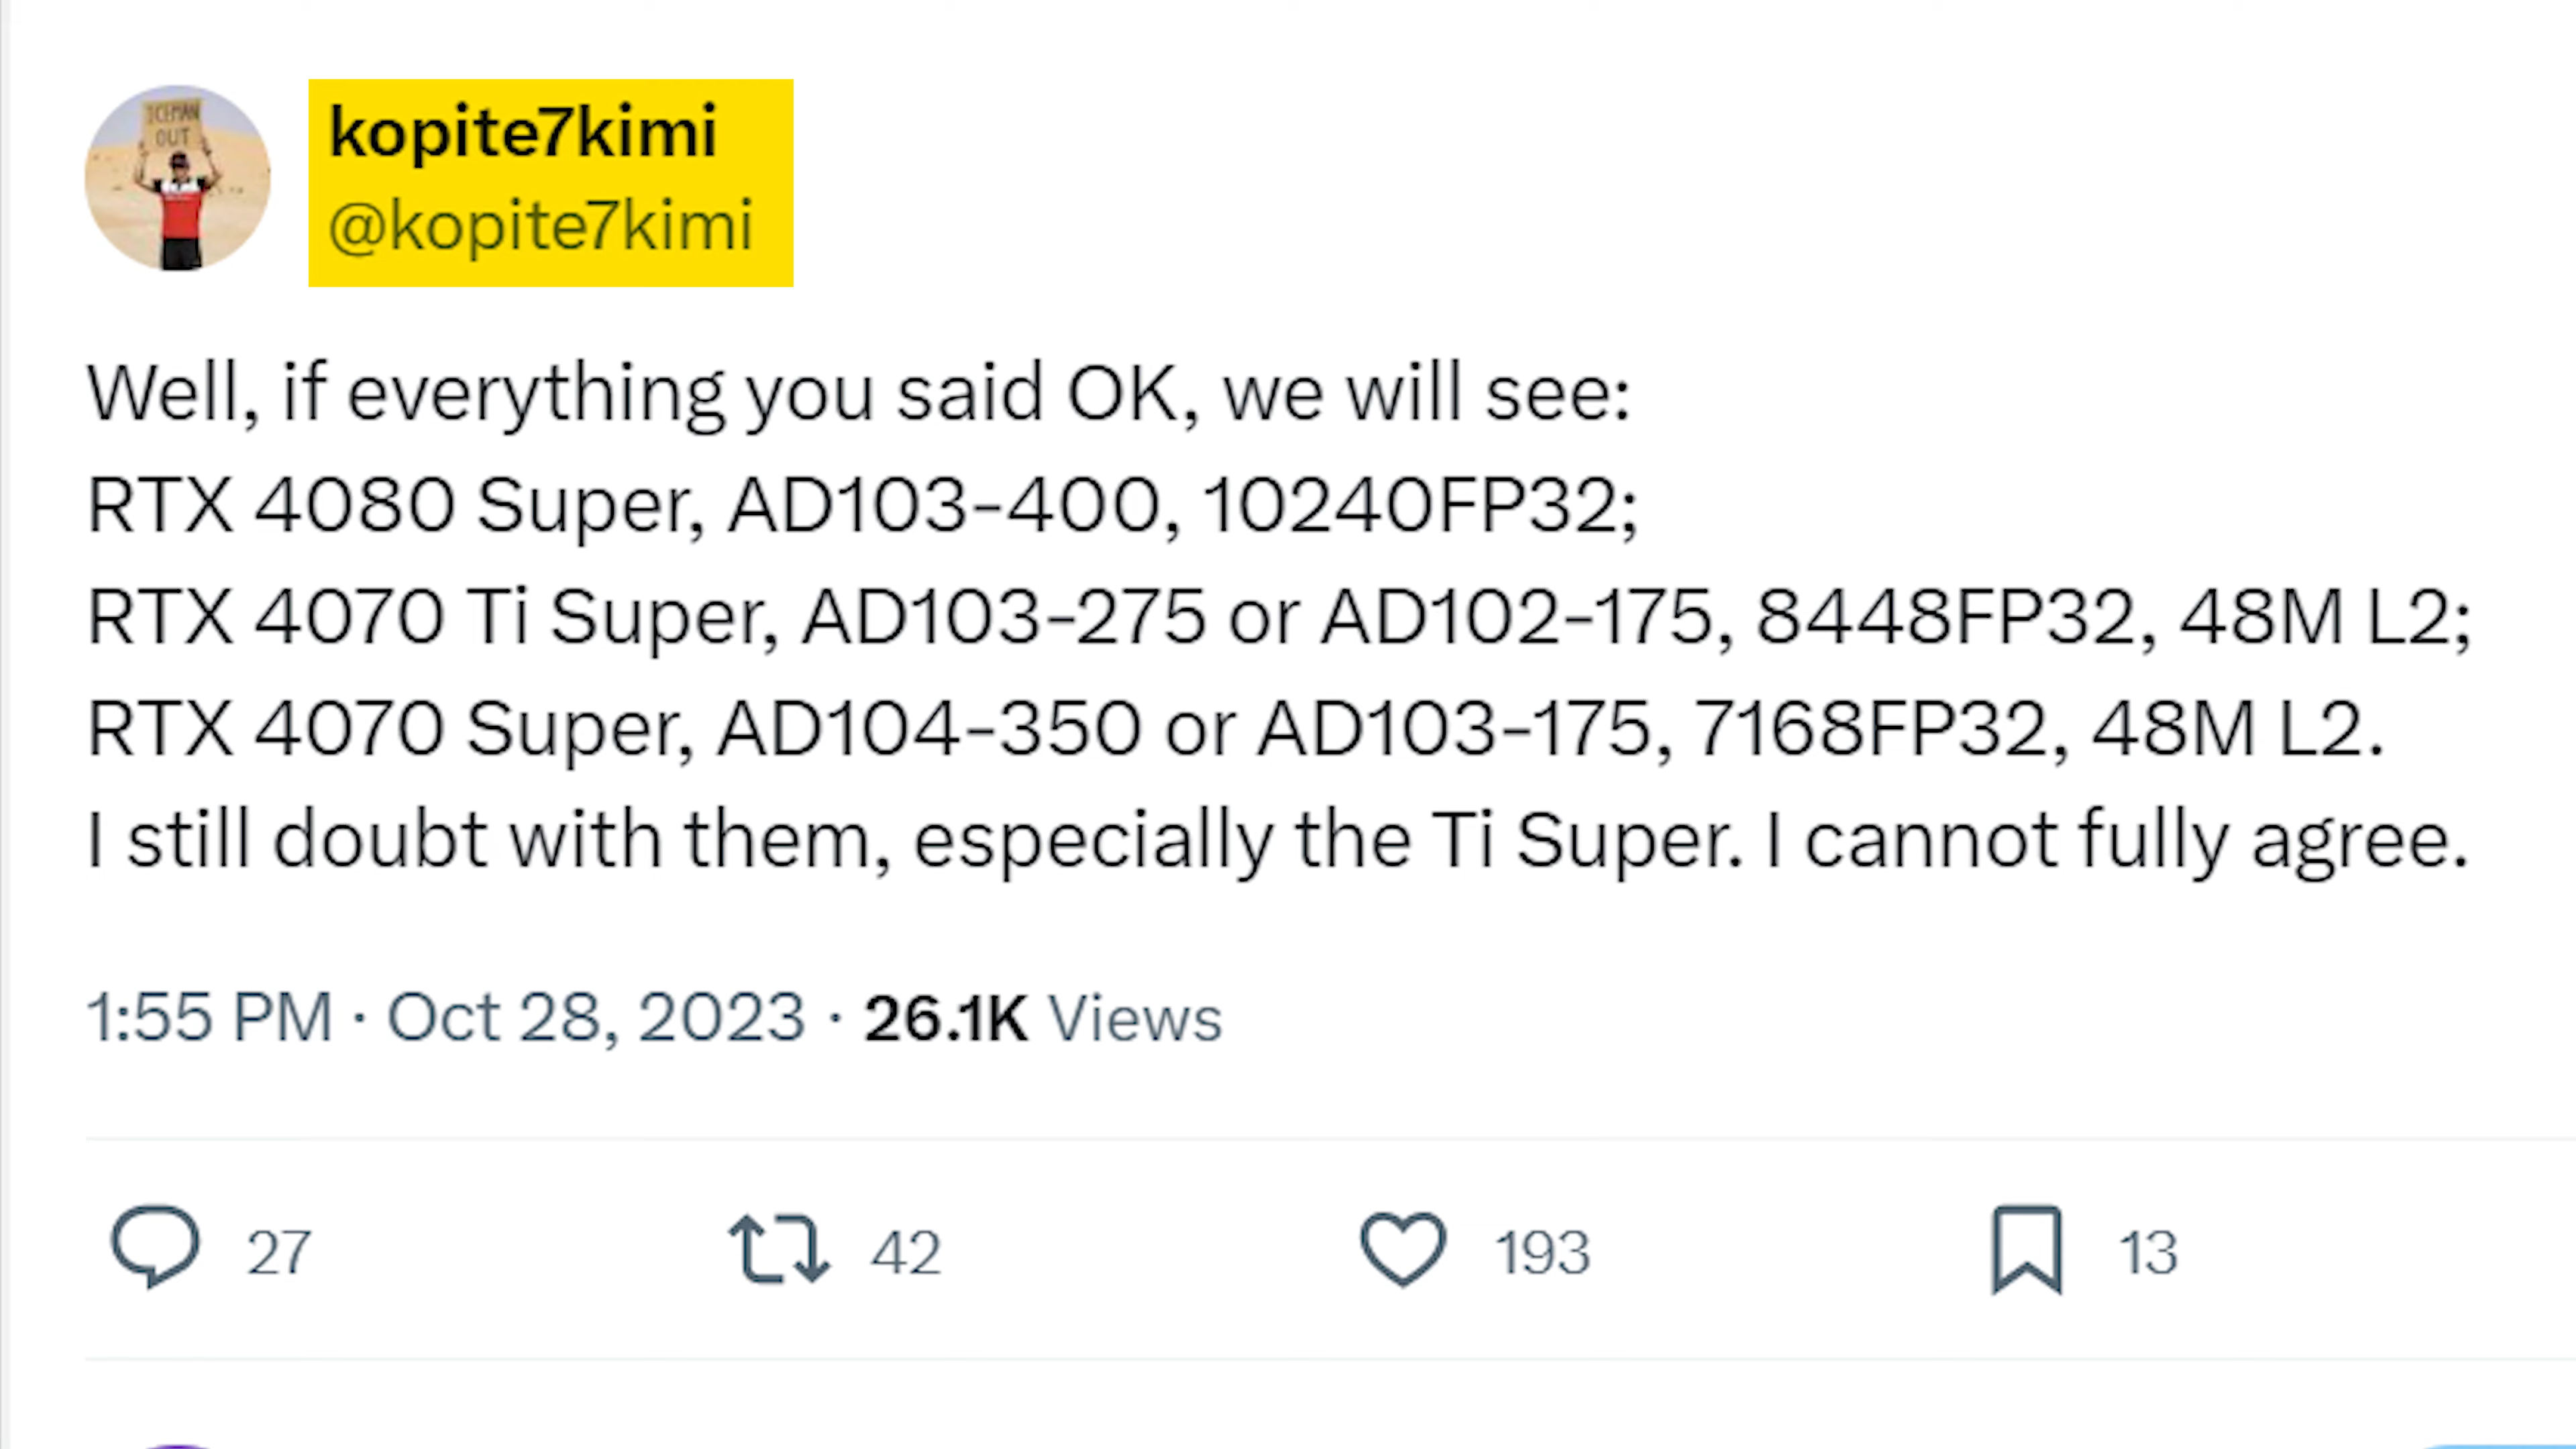 ICEMAN
OUT
kopite7kimi
@kopite7kimi
Well, if everything you said OK, we will see:
RTX 4080 Super, AD103-400, 10240FP32;
RTX 4070 Ti Super, AD103-275 or AD102-175, 8448FP32, 48M L2;
RTX 4070 Super, AD104-350 or AD103-175, 7168FP32, 48M L2.
I still doubt with them, especially the Ti Super. I cannot fully agree.
1:55 PM · Oct 28, 2023 · 26.1K Views
27 42 193 13